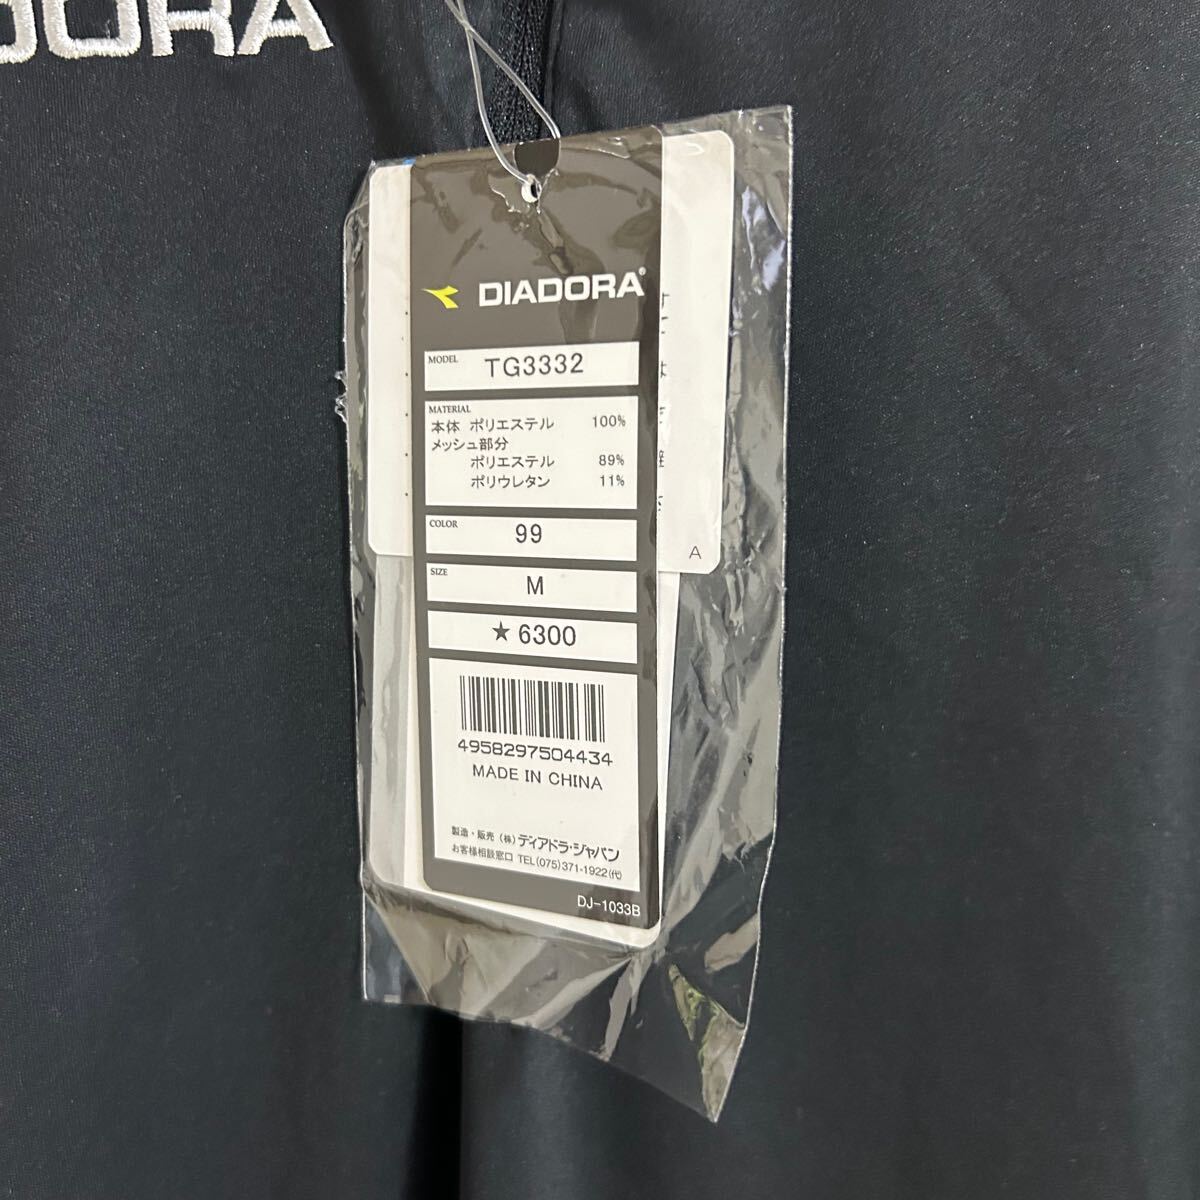 DORA
DIADORA®
MODEL
TG3332
MATERIAL
本体 ポリエステル 100%
メッシュ部分
ポリエステル 89%
ポリウレタン 11%
COLOR
99
SIZE
M
★ 6300
4958297504434
MADE IN CHINA
製造・販売 (株) ディアドラ・ジャパン
お客様相談窓口 TEL(075)371-1922(代)
DJ-1033B
A